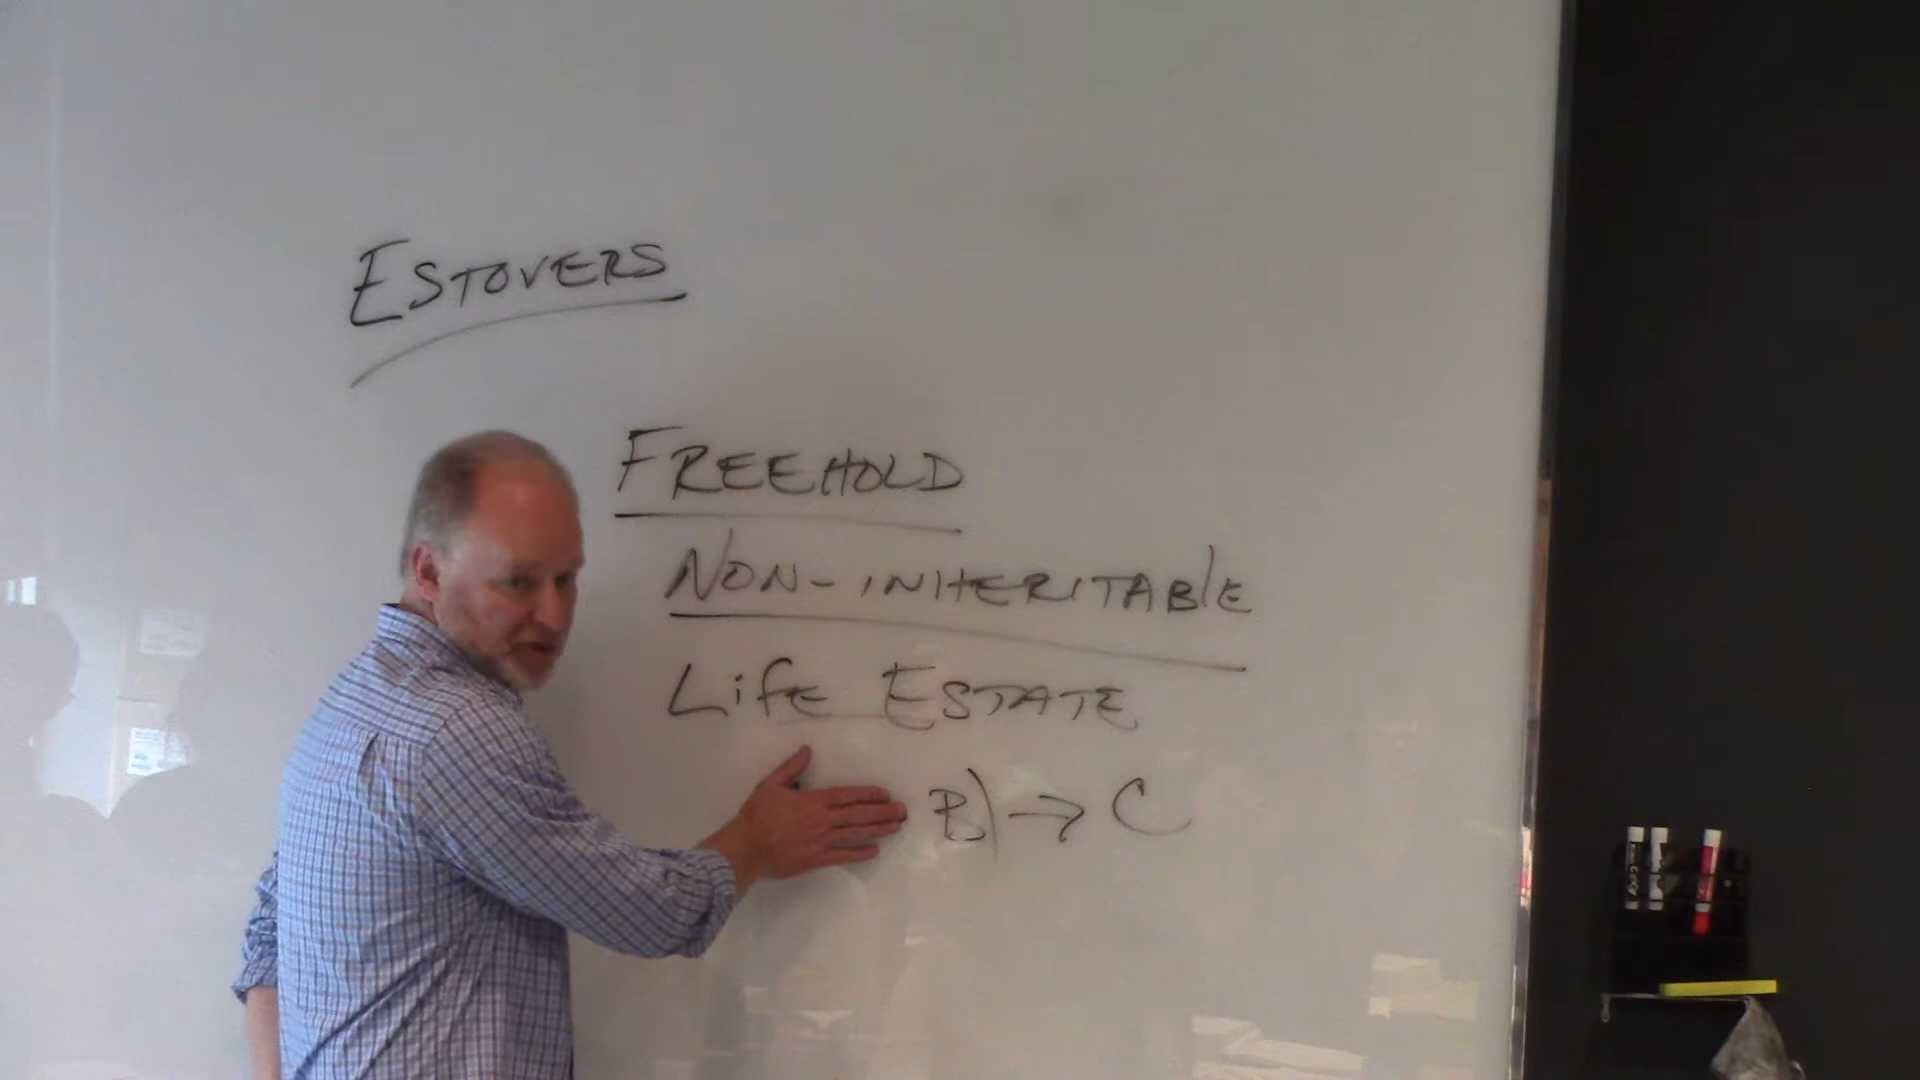 ESTOVERS
FREEHOLD
NON-INHERITABlE
LifE ESTATE
B) → C